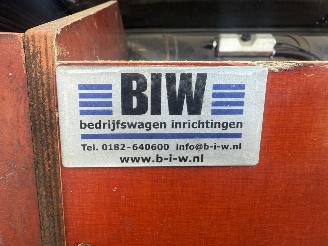 BIW
bedrijfswagen inrichtingen
Tel. 0182-640600 info@b-i-w.nl
www.b-i-w.nl